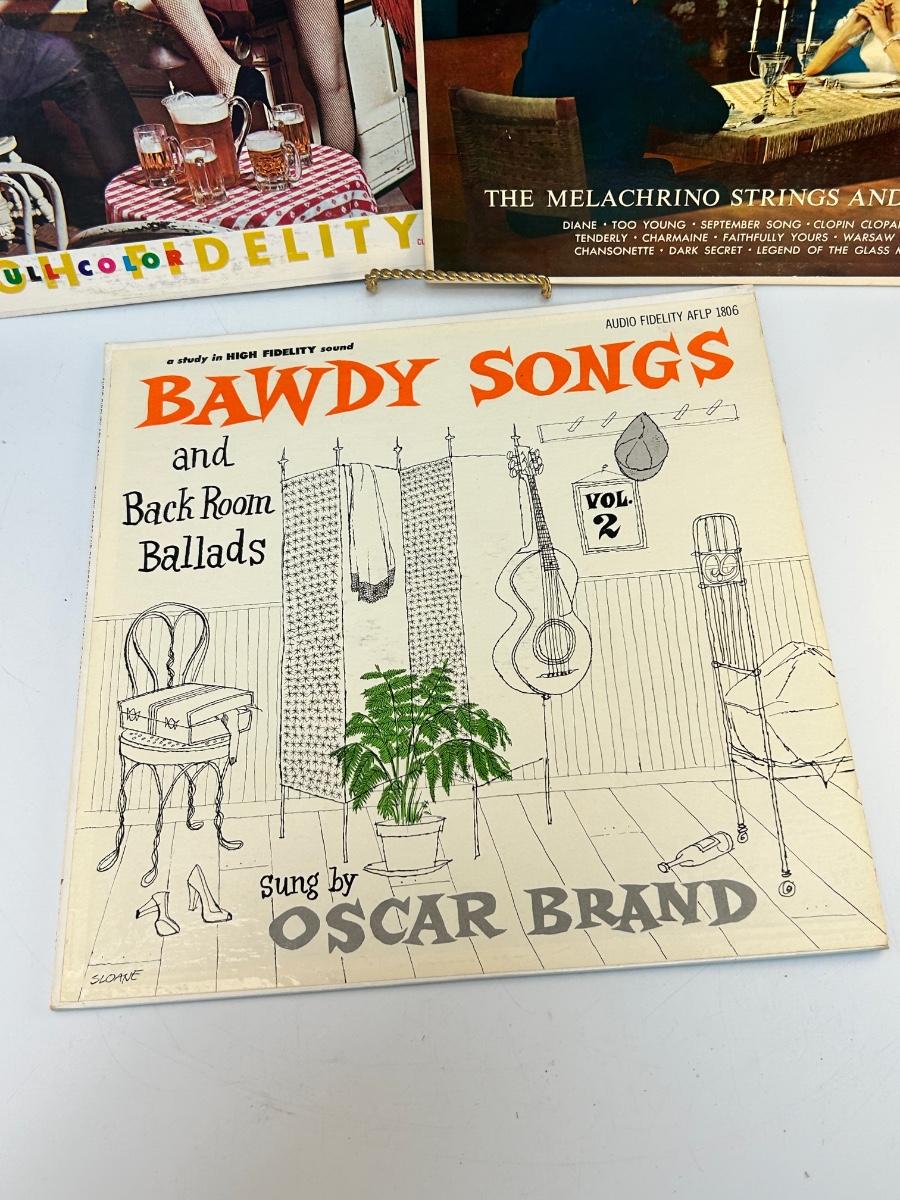 FULL COLOR
FIDELITY
THE MELACHRINO STRINGS AND
DIANE • TOO YOUNG • SEPTEMBER SONG • CLOPIN
TENDERLY • CHARMAINE • FAITHFULLY YOURS • WARSAW
CHANSONETTE • DARK SECRET • LEGEND OF THE GLASS
AUDIO FIDELITY AFLP 1806
a study in HIGH FIDELITY sound
BAWDY SONGS
and
Back Room
Ballads
VOL.
2
sung by
OSCAR BRAND
SLOANE